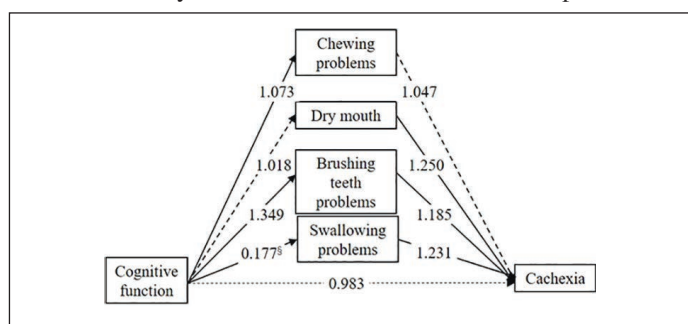 Chewing
problems
1.073
1.047
Dry mouth
1.018
1.250
Brushing
teeth
problems
1.349
1.185
Swallowing
problems
0.177§
1.231
Cognitive
function
0.983
Cachexia